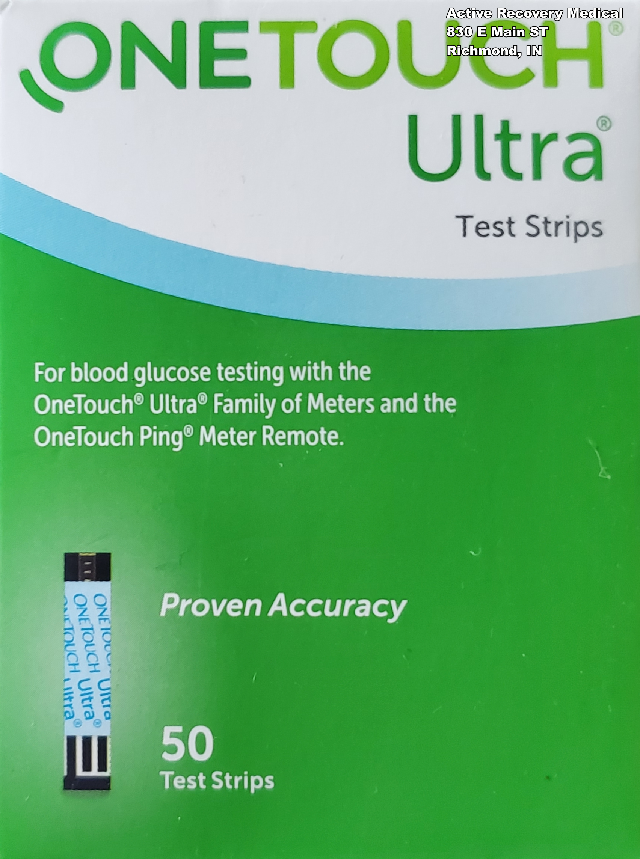 ONETOUCH®
Active Recovery Medical
830 E Main ST
Richmond, IN
Ultra®
Test Strips
For blood glucose testing with the
OneTouch® Ultra® Family of Meters and the
OneTouch Ping® Meter Remote.
Proven Accuracy
ONETOUCH Ultra®
ONETOUCH Ultra®
ONETOUCH Ultra
50
Test Strips